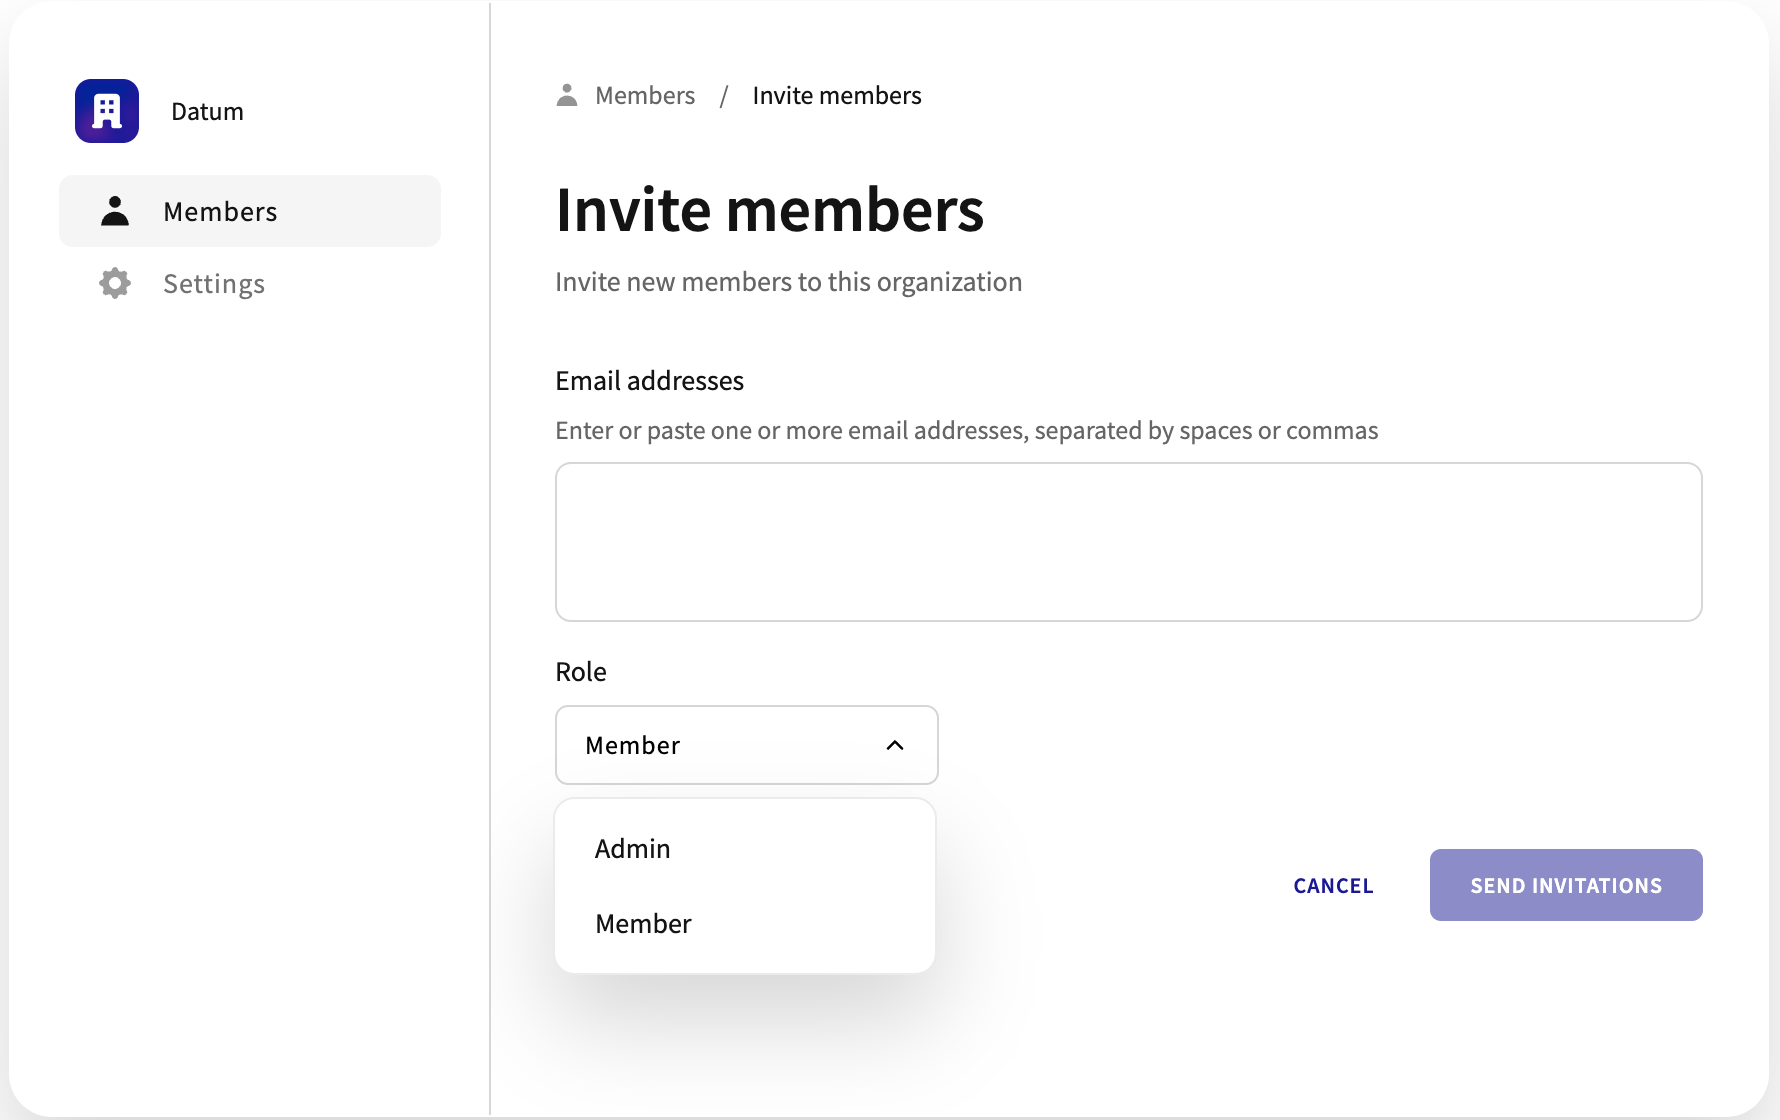 Datum
Members
Settings
Members / Invite members
Invite members
Invite new members to this organization
Email addresses
Enter or paste one or more email addresses, separated by spaces or commas
Role
Member
Admin
Member
CANCEL
SEND INVITATIONS